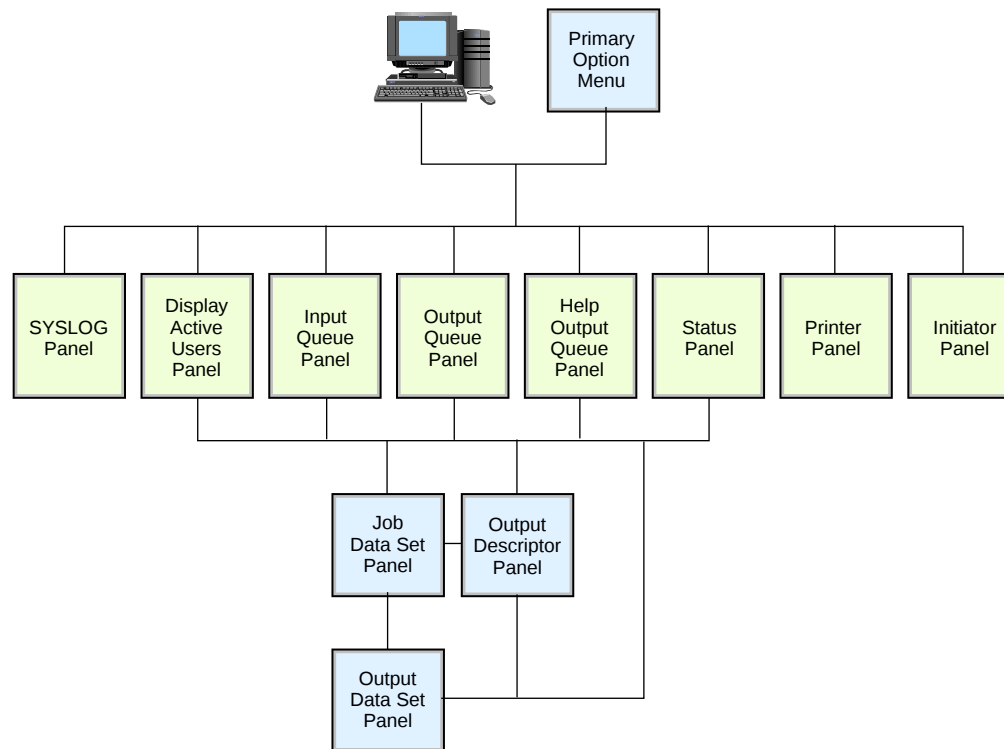 Primary
Option
Menu
SYSLOG
Panel
Display
Active
Users
Panel
Input
Queue
Panel
Output
Queue
Panel
Help
Output
Queue
Panel
Status
Panel
Printer
Panel
Initiator
Panel
Job
Data Set
Panel
Output
Descriptor
Panel
Output
Data Set
Panel